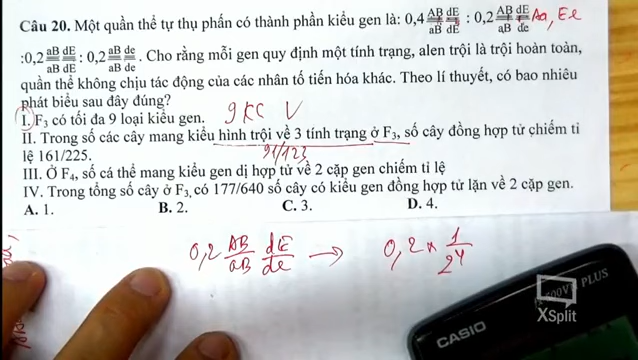 Câu 20. Một quần thể tự thụ phấn có thành phần kiểu gen là: 0,4 AB/aB dE/dE : 0,2 AB/aB dE/de Aa, Ee
:0,2 aB/aB dE/dE : 0,2 aB/aB de/de . Cho rằng mỗi gen quy định một tính trạng, alen trội là trội hoàn toàn,
quần thể không chịu tác động của các nhân tố tiến hóa khác. Theo lí thuyết, có bao nhiêu
phát biểu sau đây đúng?
I. F3 có tối đa 9 loại kiểu gen. 9 KG V
II. Trong số các cây mang kiểu hình trội về 3 tính trạng ở F3, số cây đồng hợp tử chiếm tỉ
lệ 161/225. 91/123
III. Ở F4, số cá thể mang kiểu gen dị hợp tử về 2 cặp gen chiếm tỉ lệ
IV. Trong tổng số cây ở F3, có 177/640 số cây có kiểu gen đồng hợp tử lặn về 2 cặp gen.
A. 1. B. 2. C. 3. D. 4.
0,2 AB/aB dE/de → 0,2 x 1/2^4
CASIO
PLUS
XSplit